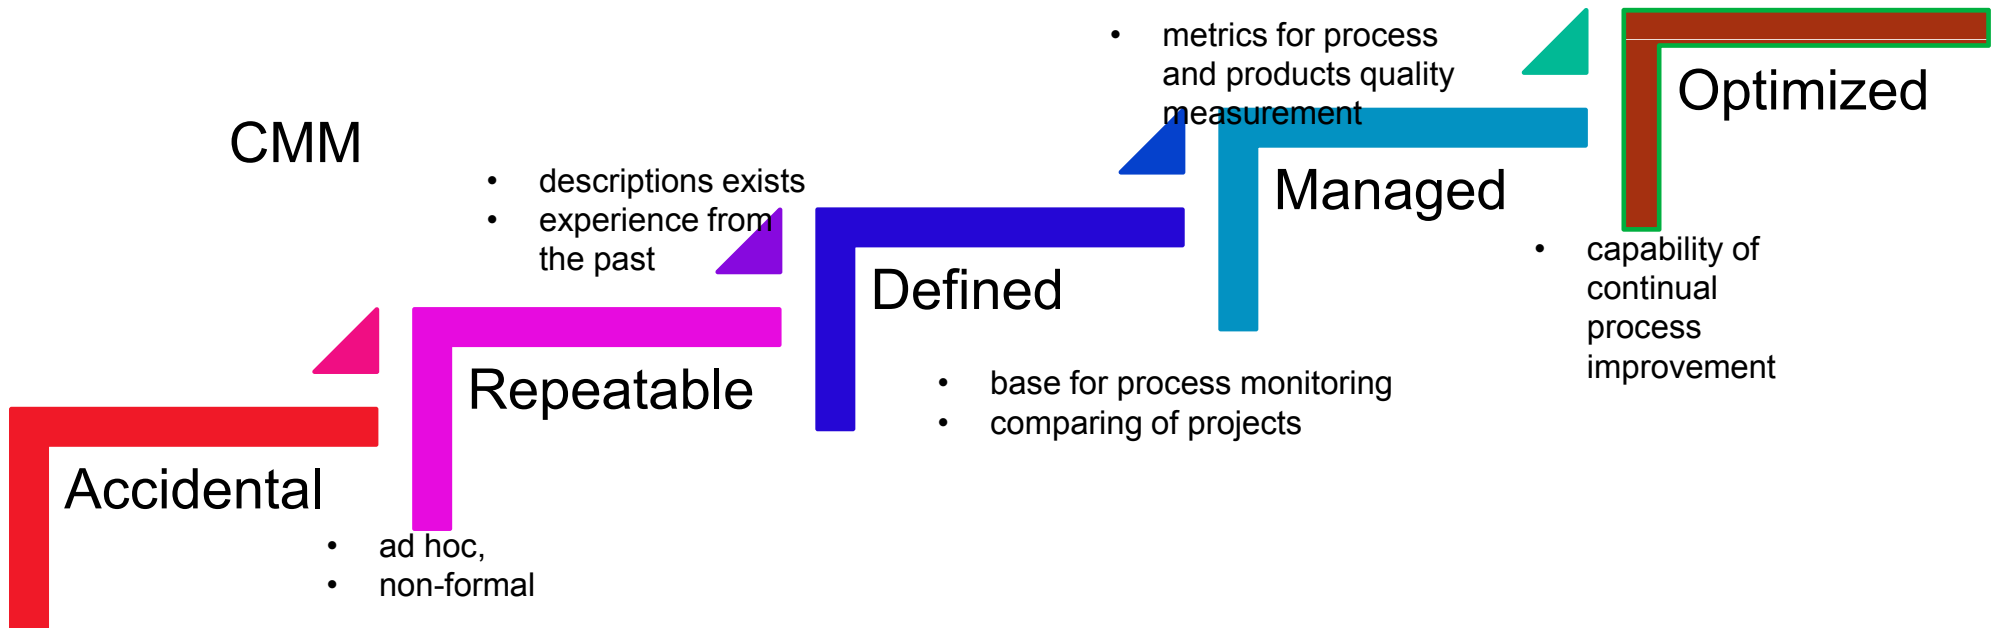 CMM
Accidental
• ad hoc,
• non-formal
Repeatable
• descriptions exists
• experience from
the past
Defined
• base for process monitoring
• comparing of projects
Managed
• metrics for process
and products quality
measurement
Optimized
• capability of
continual
process
improvement